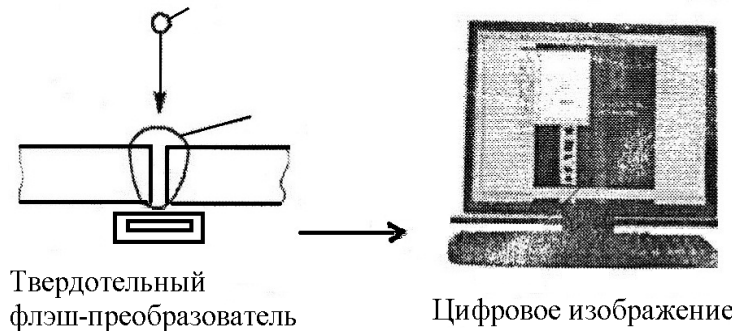 Твердотельный
флэш-преобразователь
Цифровое изображение